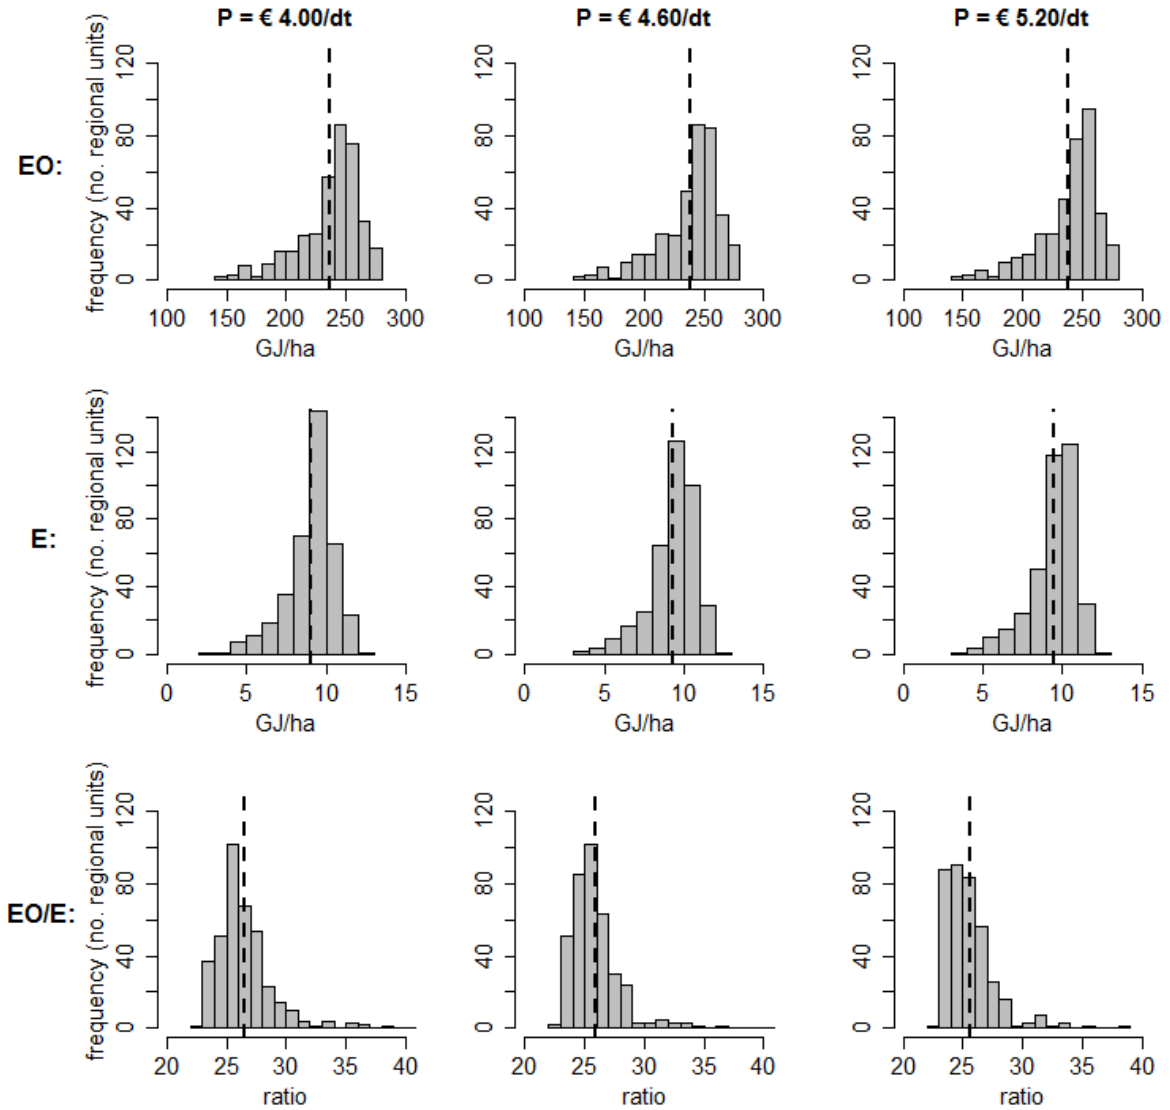 P = € 4.00/dt P = € 4.60/dt P = € 5.20/dt
EO:
frequency (no. regional units)
0 40 80 120
100 150 200 250 300
GJ/ha
0 40 80 120
100 150 200 250 300
GJ/ha
0 40 80 120
100 150 200 250 300
GJ/ha
E:
frequency (no. regional units)
0 40 80 120
0 5 10 15
GJ/ha
0 40 80 120
0 5 10 15
GJ/ha
0 40 80 120
0 5 10 15
GJ/ha
EO/E:
frequency (no. regional units)
0 40 80 120
20 25 30 35 40
ratio
0 40 80 120
20 25 30 35 40
ratio
0 40 80 120
20 25 30 35 40
ratio